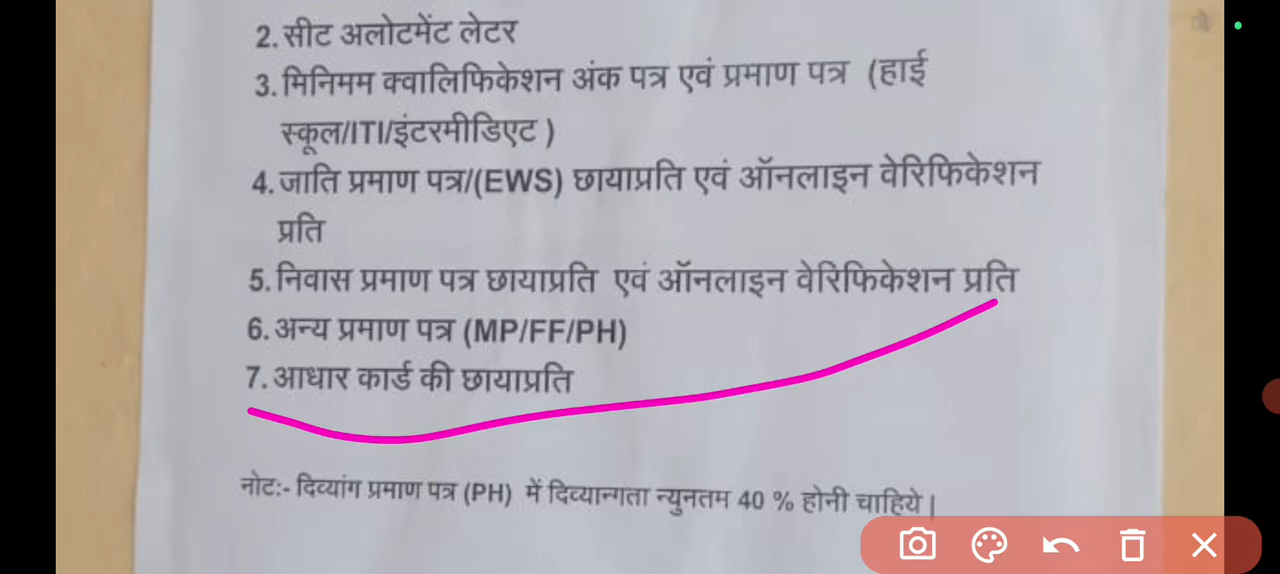 2. सीट अलोटमेंट लेटर
3. मिनिमम क्वालिफिकेशन अंक पत्र एवं प्रमाण पत्र (हाई
स्कूल/ITI/इंटरमीडिएट )
4. जाति प्रमाण पत्र/(EWS) छायाप्रति एवं ऑनलाइन वेरिफिकेशन
प्रति
5. निवास प्रमाण पत्र छायाप्रति एवं ऑनलाइन वेरिफिकेशन प्रति
6. अन्य प्रमाण पत्र (MP/FF/PH)
7. आधार कार्ड की छायाप्रति
नोटः- दिव्यांग प्रमाण पत्र (PH) में दिव्यान्गता न्युनतम 40 % होनी चाहिये |